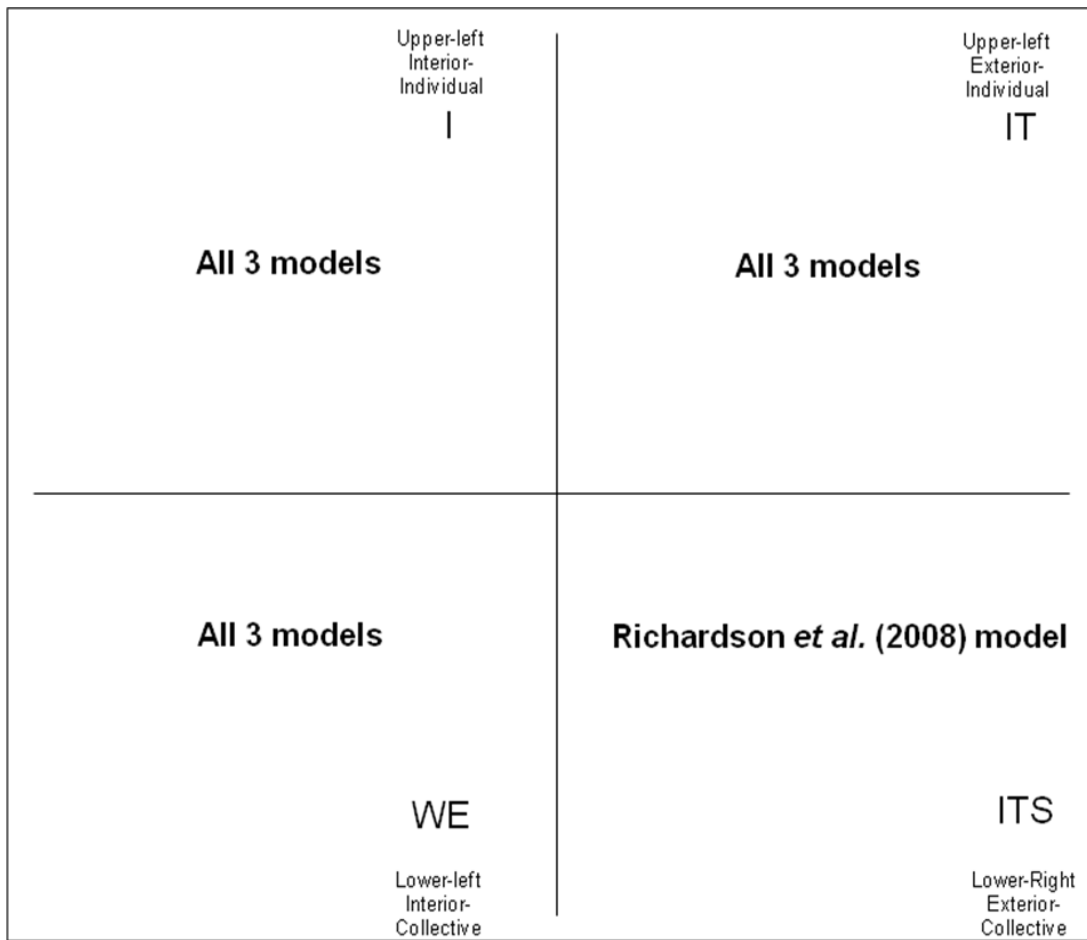 Upper-left
Interior-
Individual
I
Upper-left
Exterior-
Individual
IT
All 3 models
All 3 models
All 3 models
Richardson et al. (2008) model
WE
Lower-left
Interior-
Collective
ITS
Lower-Right
Exterior-
Collective